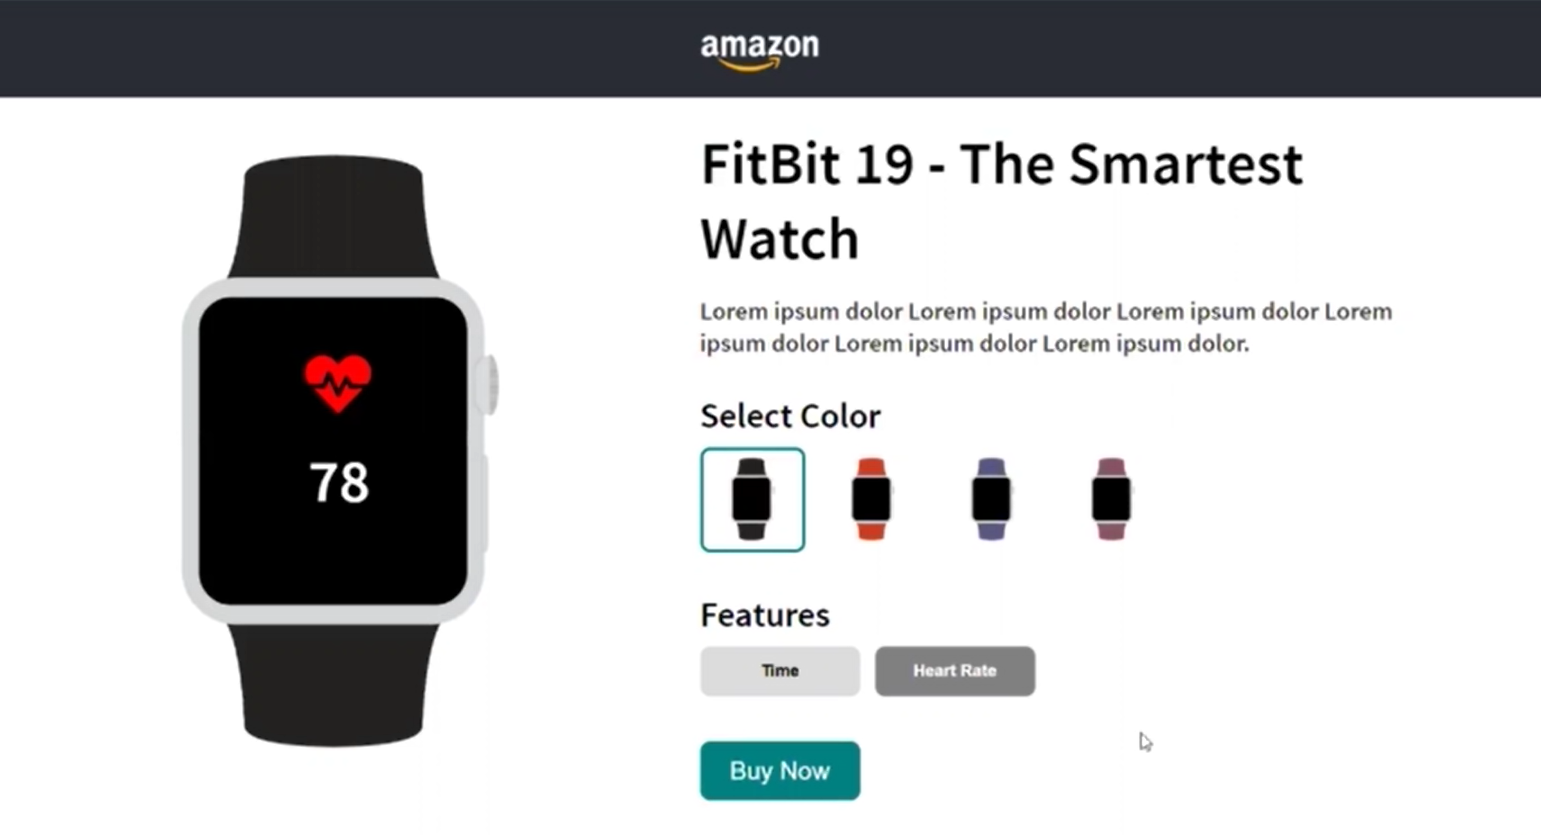 amazon
FitBit 19 - The Smartest
Watch
Lorem ipsum dolor Lorem ipsum dolor Lorem ipsum dolor Lorem
ipsum dolor Lorem ipsum dolor Lorem ipsum dolor.
78
Select Color
Features
Time
Heart Rate
Buy Now